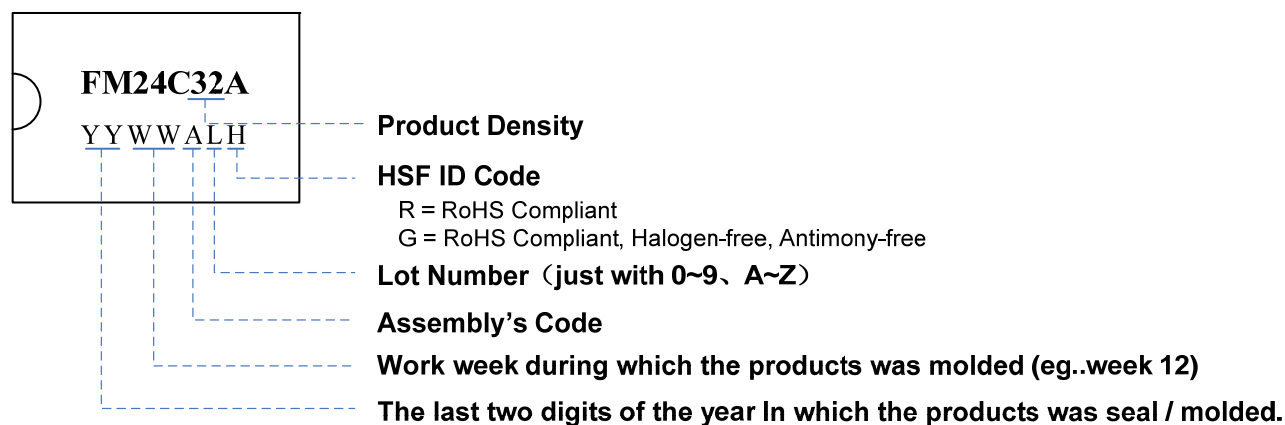 FM24C32A
YYWWALH
Product Density
HSF ID Code
R = RoHS Compliant
G = RoHS Compliant, Halogen-free, Antimony-free
Lot Number（just with 0~9、A~Z）
Assembly’s Code
Work week during which the products was molded (eg..week 12)
The last two digits of the year In which the products was seal / molded.